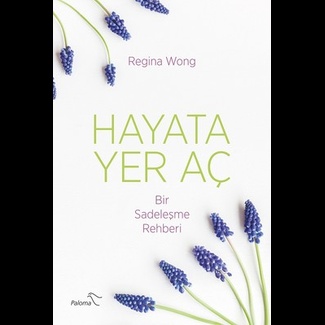 Regina Wong
HAYATA
YER AÇ
Bir
Sadeleşme
Rehberi
Paloma